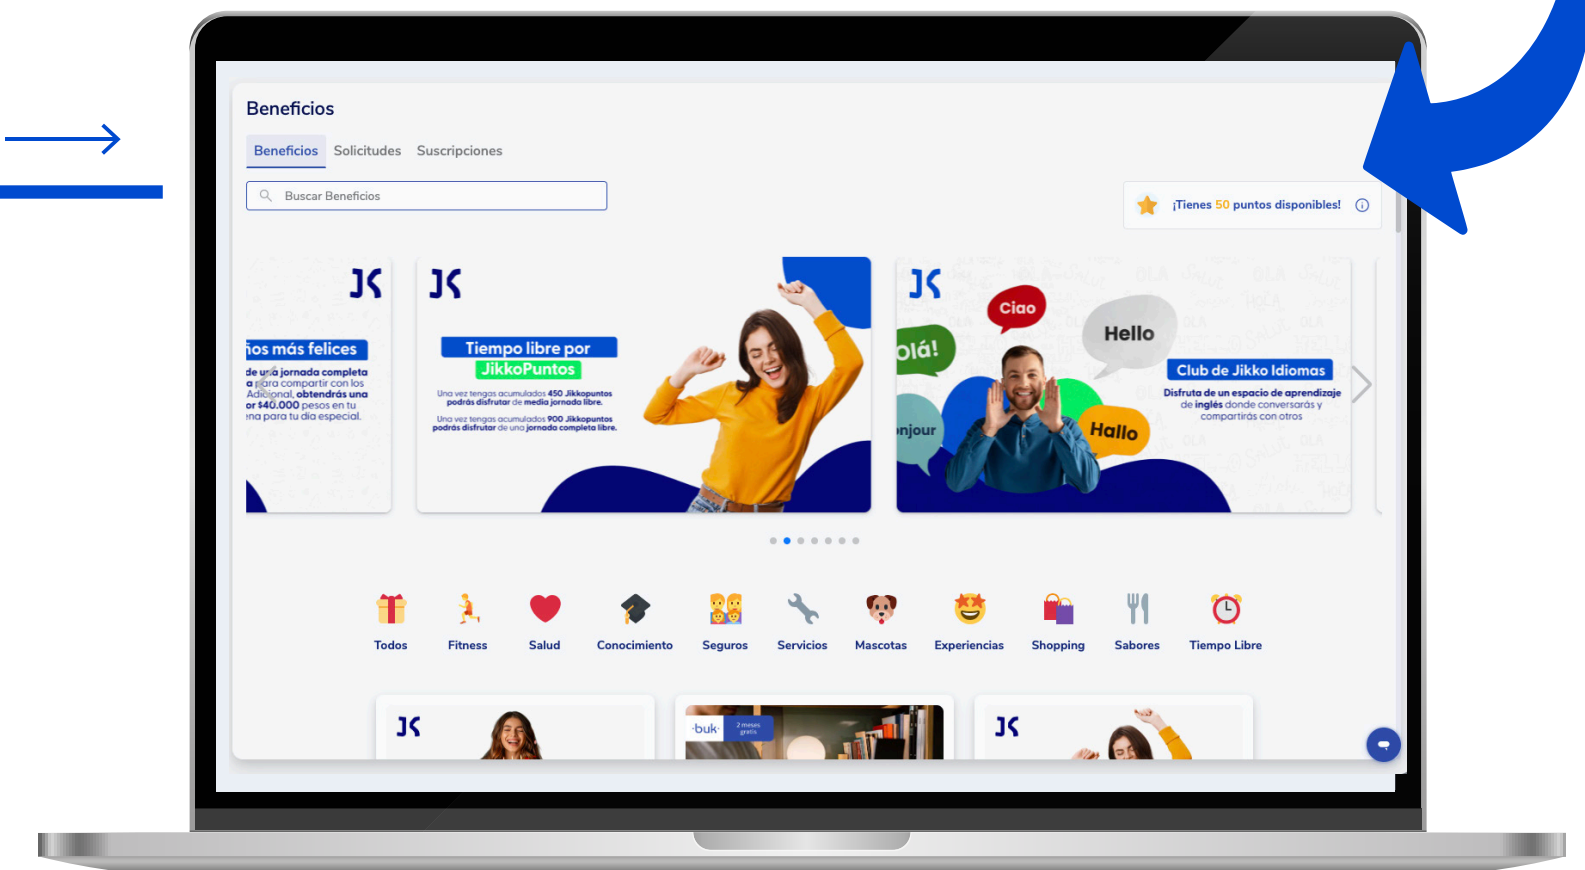 Beneficios
Beneficios Solicitudes Suscripciones
Buscar Beneficios
¡Tienes 50 puntos disponibles!
más felices
jornada completa
para compartir con los
obtendrás una
$40.000 pesos en tu
para tu día especial.
JK
Tiempo libre por
JikkoPuntos
Una vez tengas acumulados 450 Jikkopuntos
podrás disfrutar de media jornada libre.
Una vez tengas acumulados 900 Jikkopuntos
podrás disfrutar de una jornada completa libre.
JK
Ciao
Hello
Olá!
onjour
Hallo
Club de Jikko Idiomas
Disfruta de un espacio de aprendizaje
de inglés donde conversarás y
compartirás con otros
Todos Fitness Salud Conocimiento Seguros Servicios Mascotas Experiencias Shopping Sabores Tiempo Libre
JK
buk
2 meses
gratis
JK